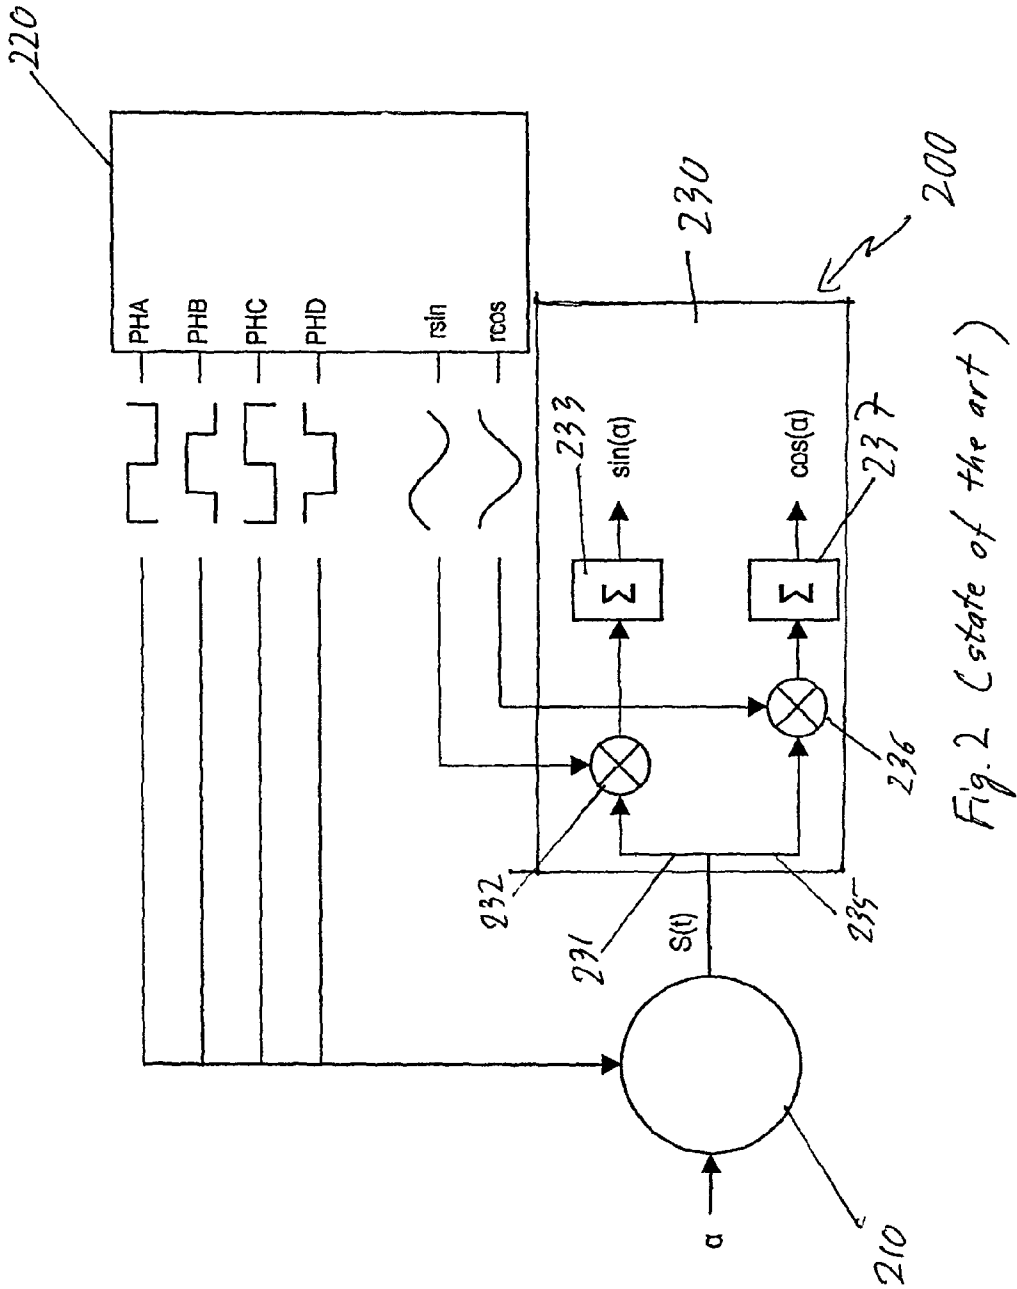 220
PHA
PHB
PHC
PHD
rsin
rcos
230
200
233
sin(α)
cos(α)
237
Σ
Σ
232
236
231
S(t)
235
α
210
Fig. 2 (state of the art)